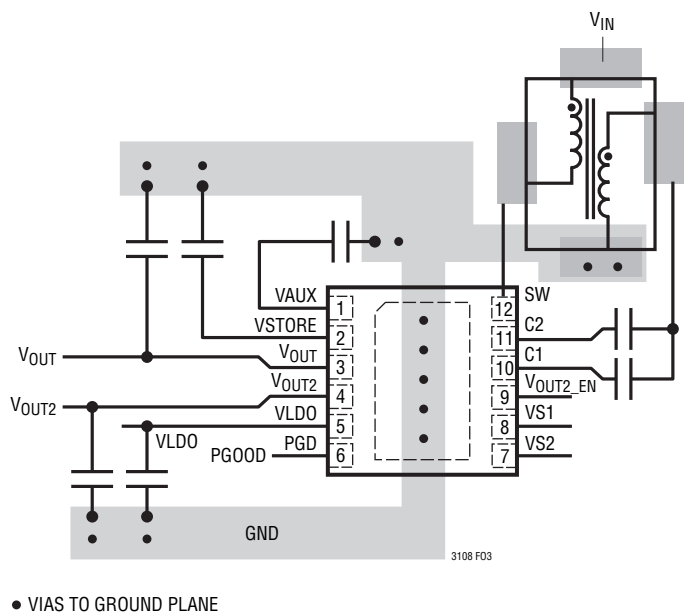 VIN
VAUX
1
VSTORE
2
VOUT
VOUT
3
VOUT2
VOUT2
4
VLDO
5
VLDO
PGOOD
PGD
6
SW
12
C2
11
C1
10
VOUT2_EN
9
VS1
8
VS2
7
GND
3108 F03
VIAS TO GROUND PLANE